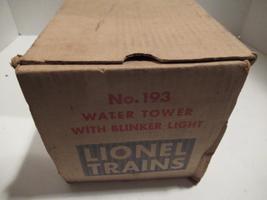 No. 193
WATER TOWER
WITH BLINKER LIGHT
LIONEL
TRAINS